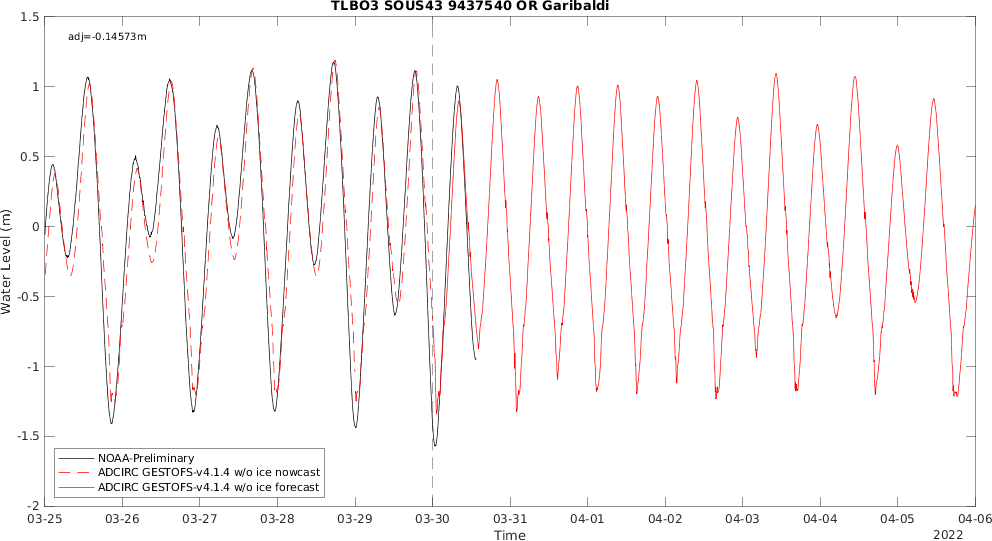 TLBO3 SOUS43 9437540 OR Garibaldi
adj=-0.14573m
1.5
1
0.5
0
-0.5
-1
-1.5
-2
Water Level (m)
NOAA-Preliminary
ADCIRC GESTOFS-v4.1.4 w/o ice nowcast
ADCIRC GESTOFS-v4.1.4 w/o ice forecast
03-25 03-26 03-27 03-28 03-29 03-30 03-31 04-01 04-02 04-03 04-04 04-05 04-06
Time
2022